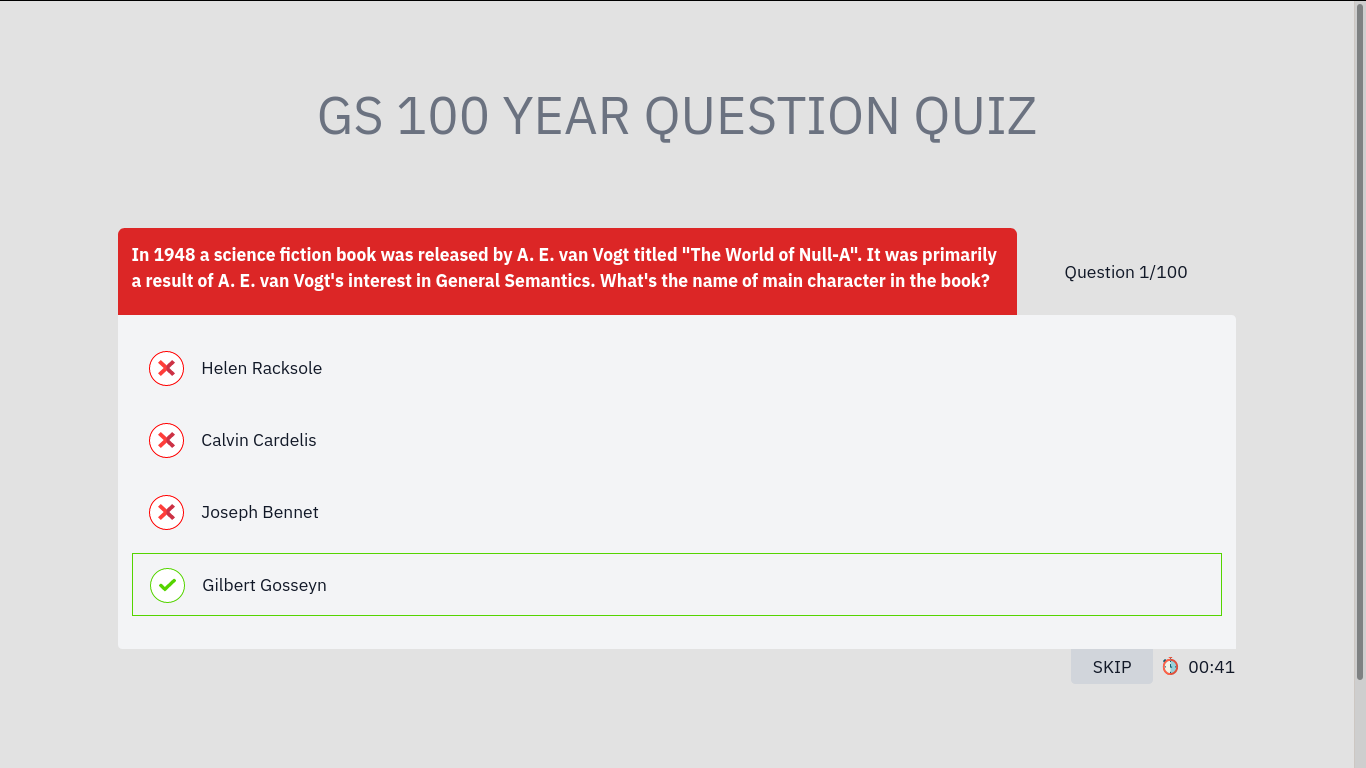 GS 100 YEAR QUESTION QUIZ
In 1948 a science fiction book was released by A. E. van Vogt titled "The World of Null-A". It was primarily
a result of A. E. van Vogt's interest in General Semantics. What's the name of main character in the book?
Question 1/100
Helen Racksole
Calvin Cardelis
Joseph Bennet
Gilbert Gosseyn
SKIP 00:41